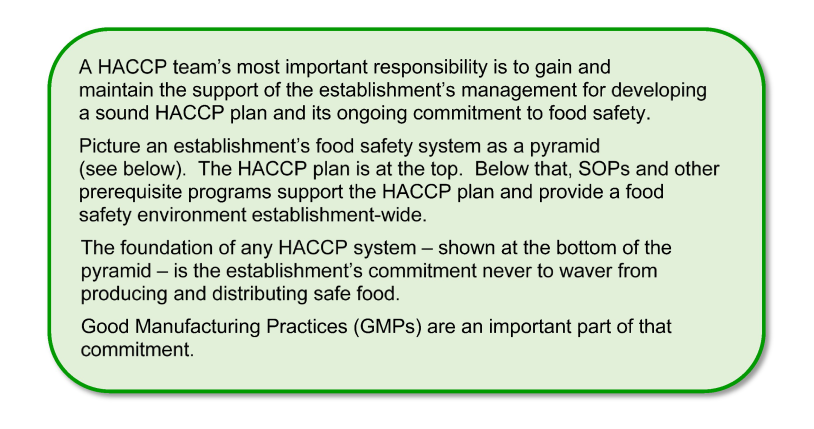 A HACCP team’s most important responsibility is to gain and
maintain the support of the establishment’s management for developing
a sound HACCP plan and its ongoing commitment to food safety.
Picture an establishment’s food safety system as a pyramid
(see below).  The HACCP plan is at the top.  Below that, SOPs and other
prerequisite programs support the HACCP plan and provide a food
safety environment establishment-wide.
The foundation of any HACCP system – shown at the bottom of the
pyramid – is the establishment’s commitment never to waver from
producing and distributing safe food.
Good Manufacturing Practices (GMPs) are an important part of that
commitment.